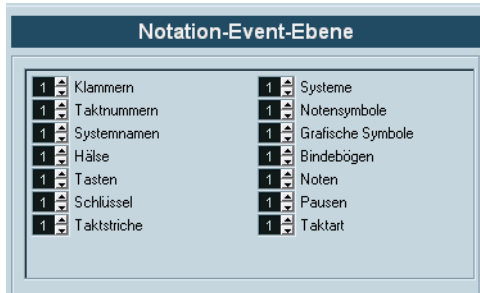 Notation-Event-Ebene
1 Klammern
1 Taktnummern
1 Systemnamen
1 Hälse
1 Tasten
1 Schlüssel
1 Taktstriche
1 Systeme
1 Notensymbole
1 Grafische Symbole
1 Bindebögen
1 Noten
1 Pausen
1 Taktart